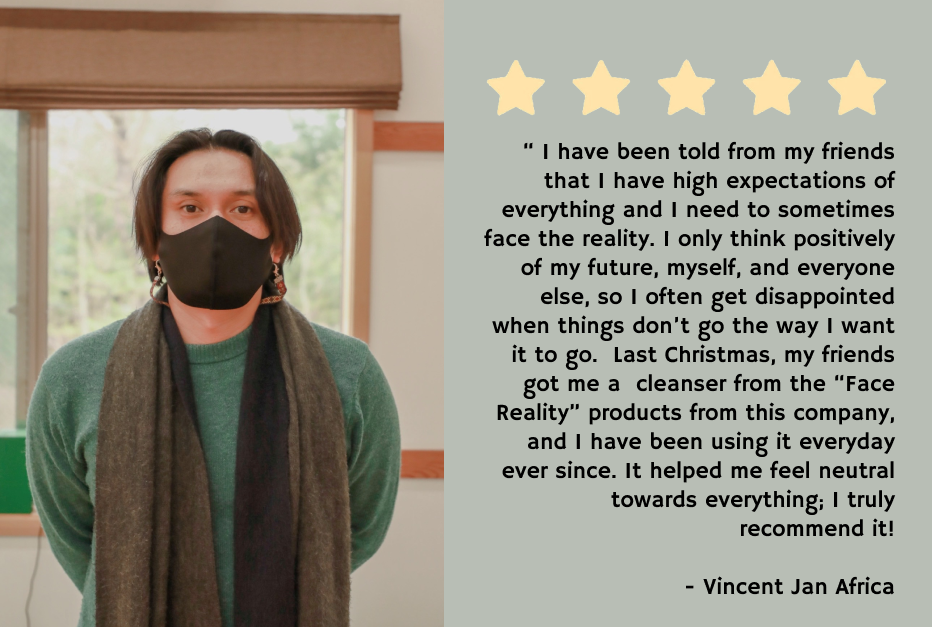 “ I have been told from my friends
that I have high expectations of
everything and I need to sometimes
face the reality. I only think positively
of my future, myself, and everyone
else, so I often get disappointed
when things don’t go the way I want
it to go.  Last Christmas, my friends
got me a  cleanser from the “Face
Reality” products from this company,
and I have been using it everyday
ever since. It helped me feel neutral
towards everything; I truly
recommend it!
- Vincent Jan Africa